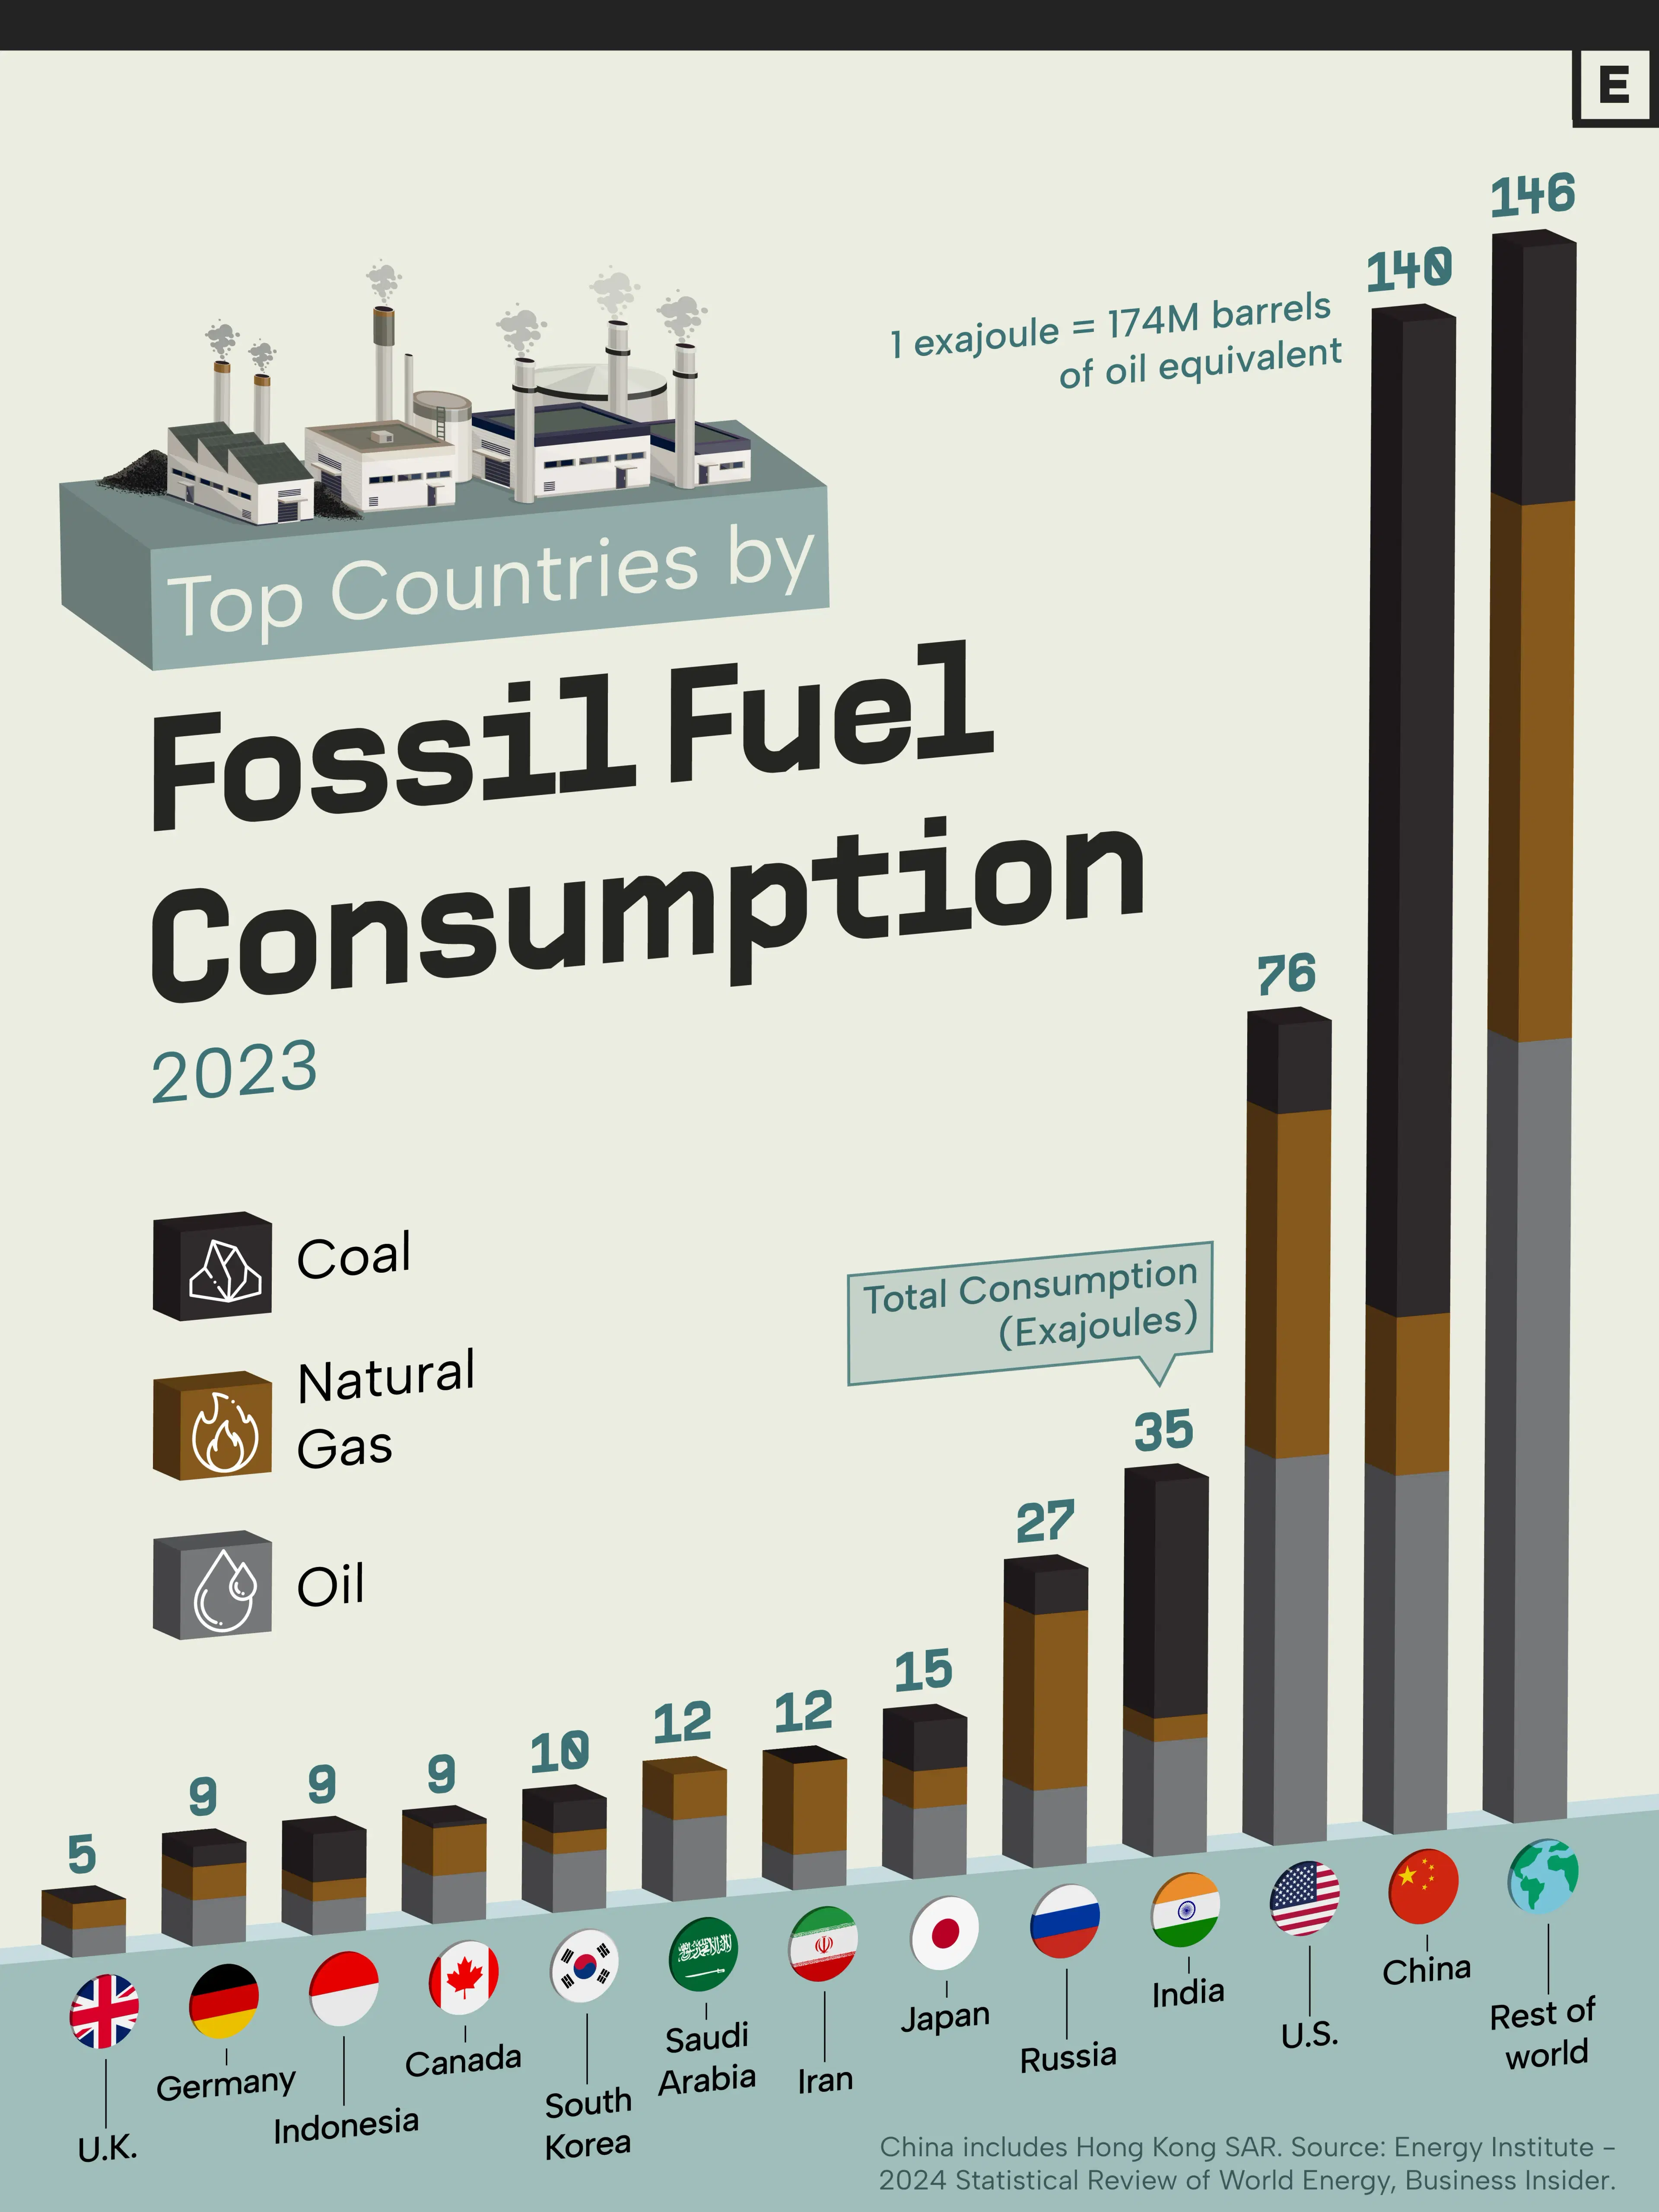 E
Top Countries by
Fossil Fuel
Consumption
2023
1 exajoule = 174M barrels
of oil equivalent
Coal
Natural
Gas
Oil
Total Consumption
(Exajoules)
5
9
9
9
10
12
12
15
27
35
76
140
146
U.K.
Germany
Indonesia
Canada
South
Korea
Saudi
Arabia
Iran
Japan
Russia
India
U.S.
China
Rest of
world
China includes Hong Kong SAR. Source: Energy Institute –
2024 Statistical Review of World Energy, Business Insider.